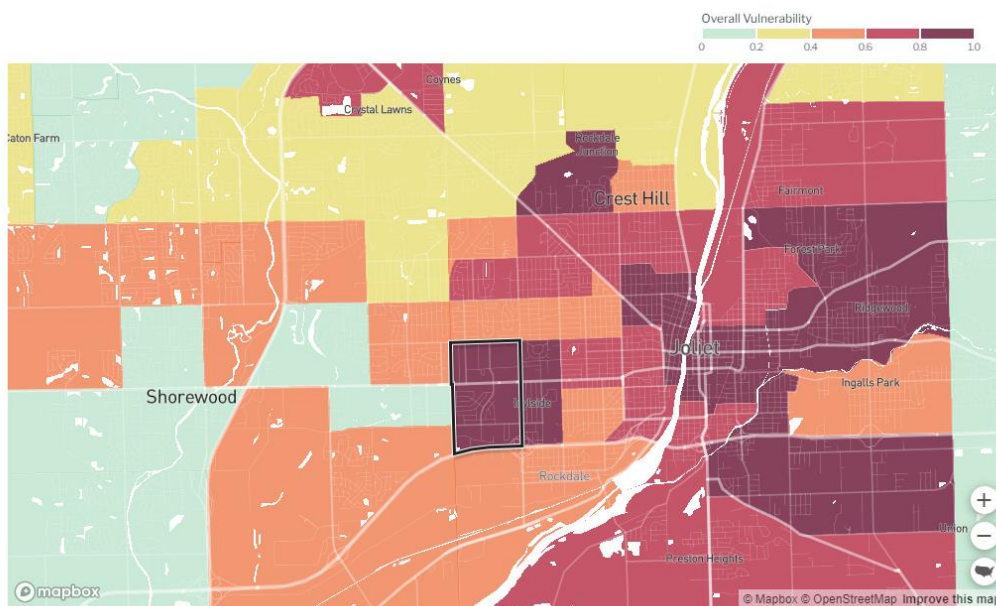 Overall Vulnerability
0 0.2 0.4 0.6 0.8 1.0
Coynes
Crystal Lawns
Caton Farm
Rockdale
Junction
Crest Hill
Fairmont
Forest Park
Ridgewood
Joliet
Ingalls Park
Shorewood
Idylside
Rockdale
Union
Preston Heights
mapbox
© Mapbox © OpenStreetMap Improve this map